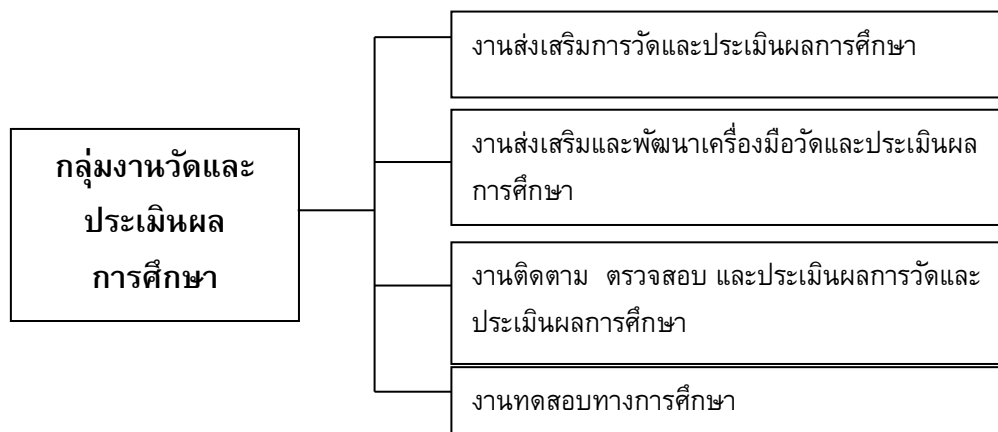 กลุ่มงานวัดและ
ประเมินผล
การศึกษา
งานส่งเสริมการวัดและประเมินผลการศึกษา
งานส่งเสริมและพัฒนาเครื่องมือวัดและประเมินผล
การศึกษา
งานติดตาม ตรวจสอบ และประเมินผลการวัดและ
ประเมินผลการศึกษา
งานทดสอบทางการศึกษา